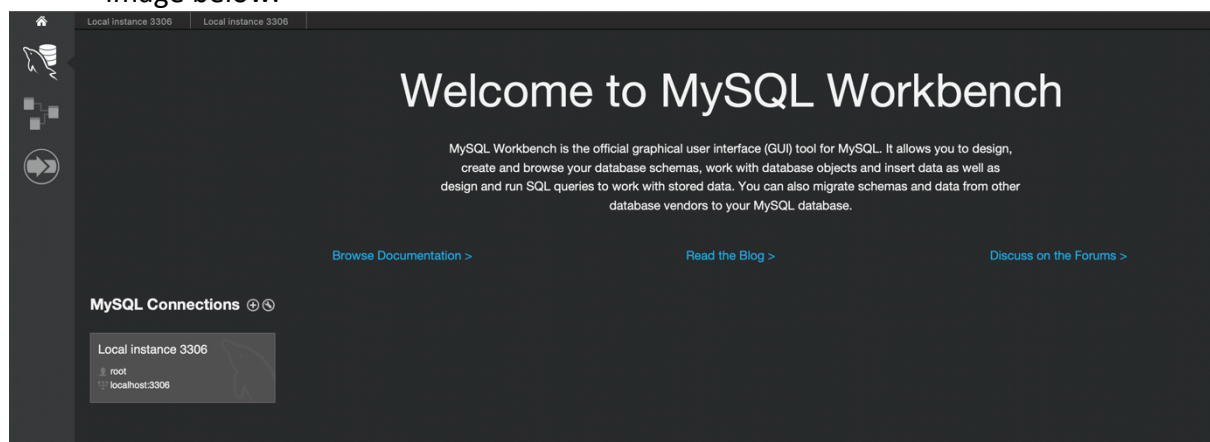 image below.
Local instance 3306 Local instance 3306
Welcome to MySQL Workbench
MySQL Workbench is the official graphical user interface (GUI) tool for MySQL. It allows you to design,
create and browse your database schemas, work with database objects and insert data as well as
design and run SQL queries to work with stored data. You can also migrate schemas and data from other
database vendors to your MySQL database.
Browse Documentation > Read the Blog > Discuss on the Forums >
MySQL Connections
Local instance 3306
root
localhost:3306